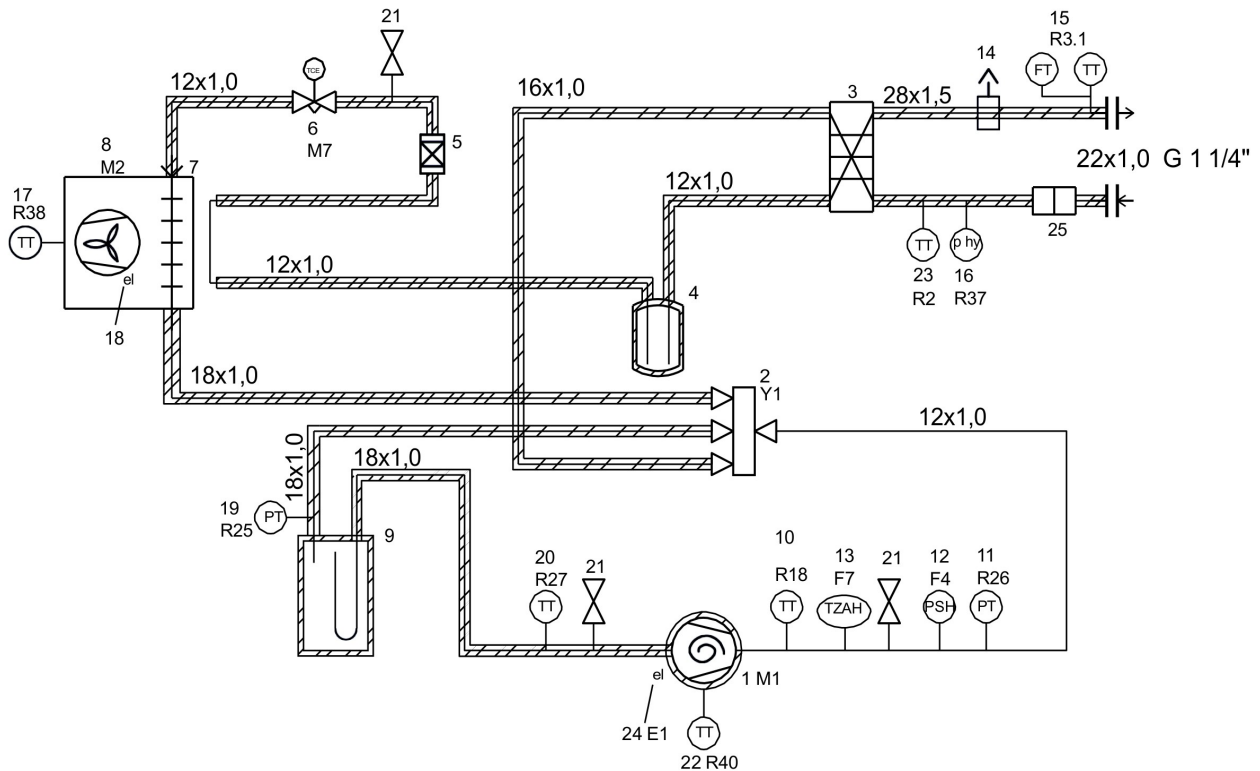 21
15
R3.1
14
FT
TT
12x1,0
TCE
16x1,0
3
28x1,5
6
M7
5
8
M2
7
22x1,0 G 1 1/4"
17
R38
TT
12x1,0
25
el
TT
p hy
12x1,0
23
R2
16
R37
4
18
18x1,0
2
Y1
12x1,0
18x1,0
18x1,0
19
R25
PT
9
10
20
R27
21
R18
13
F7
21
12
F4
11
R26
TT
TT
TZAH
PSH
PT
el
1 M1
24 E1
TT
22 R40